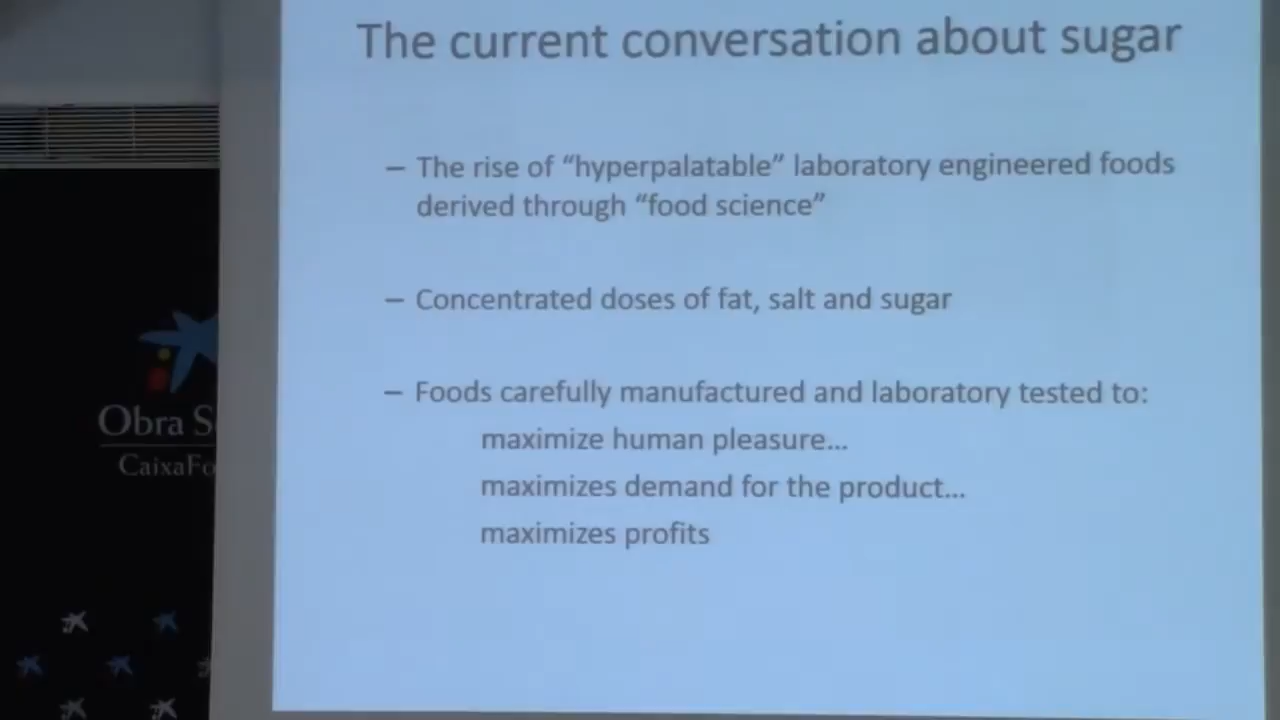 The current conversation about sugar
– The rise of “hyperpalatable” laboratory engineered foods
derived through “food science”
– Concentrated doses of fat, salt and sugar
– Foods carefully manufactured and laboratory tested to:
maximize human pleasure...
maximizes demand for the product...
maximizes profits
Obra S
CaixaFo